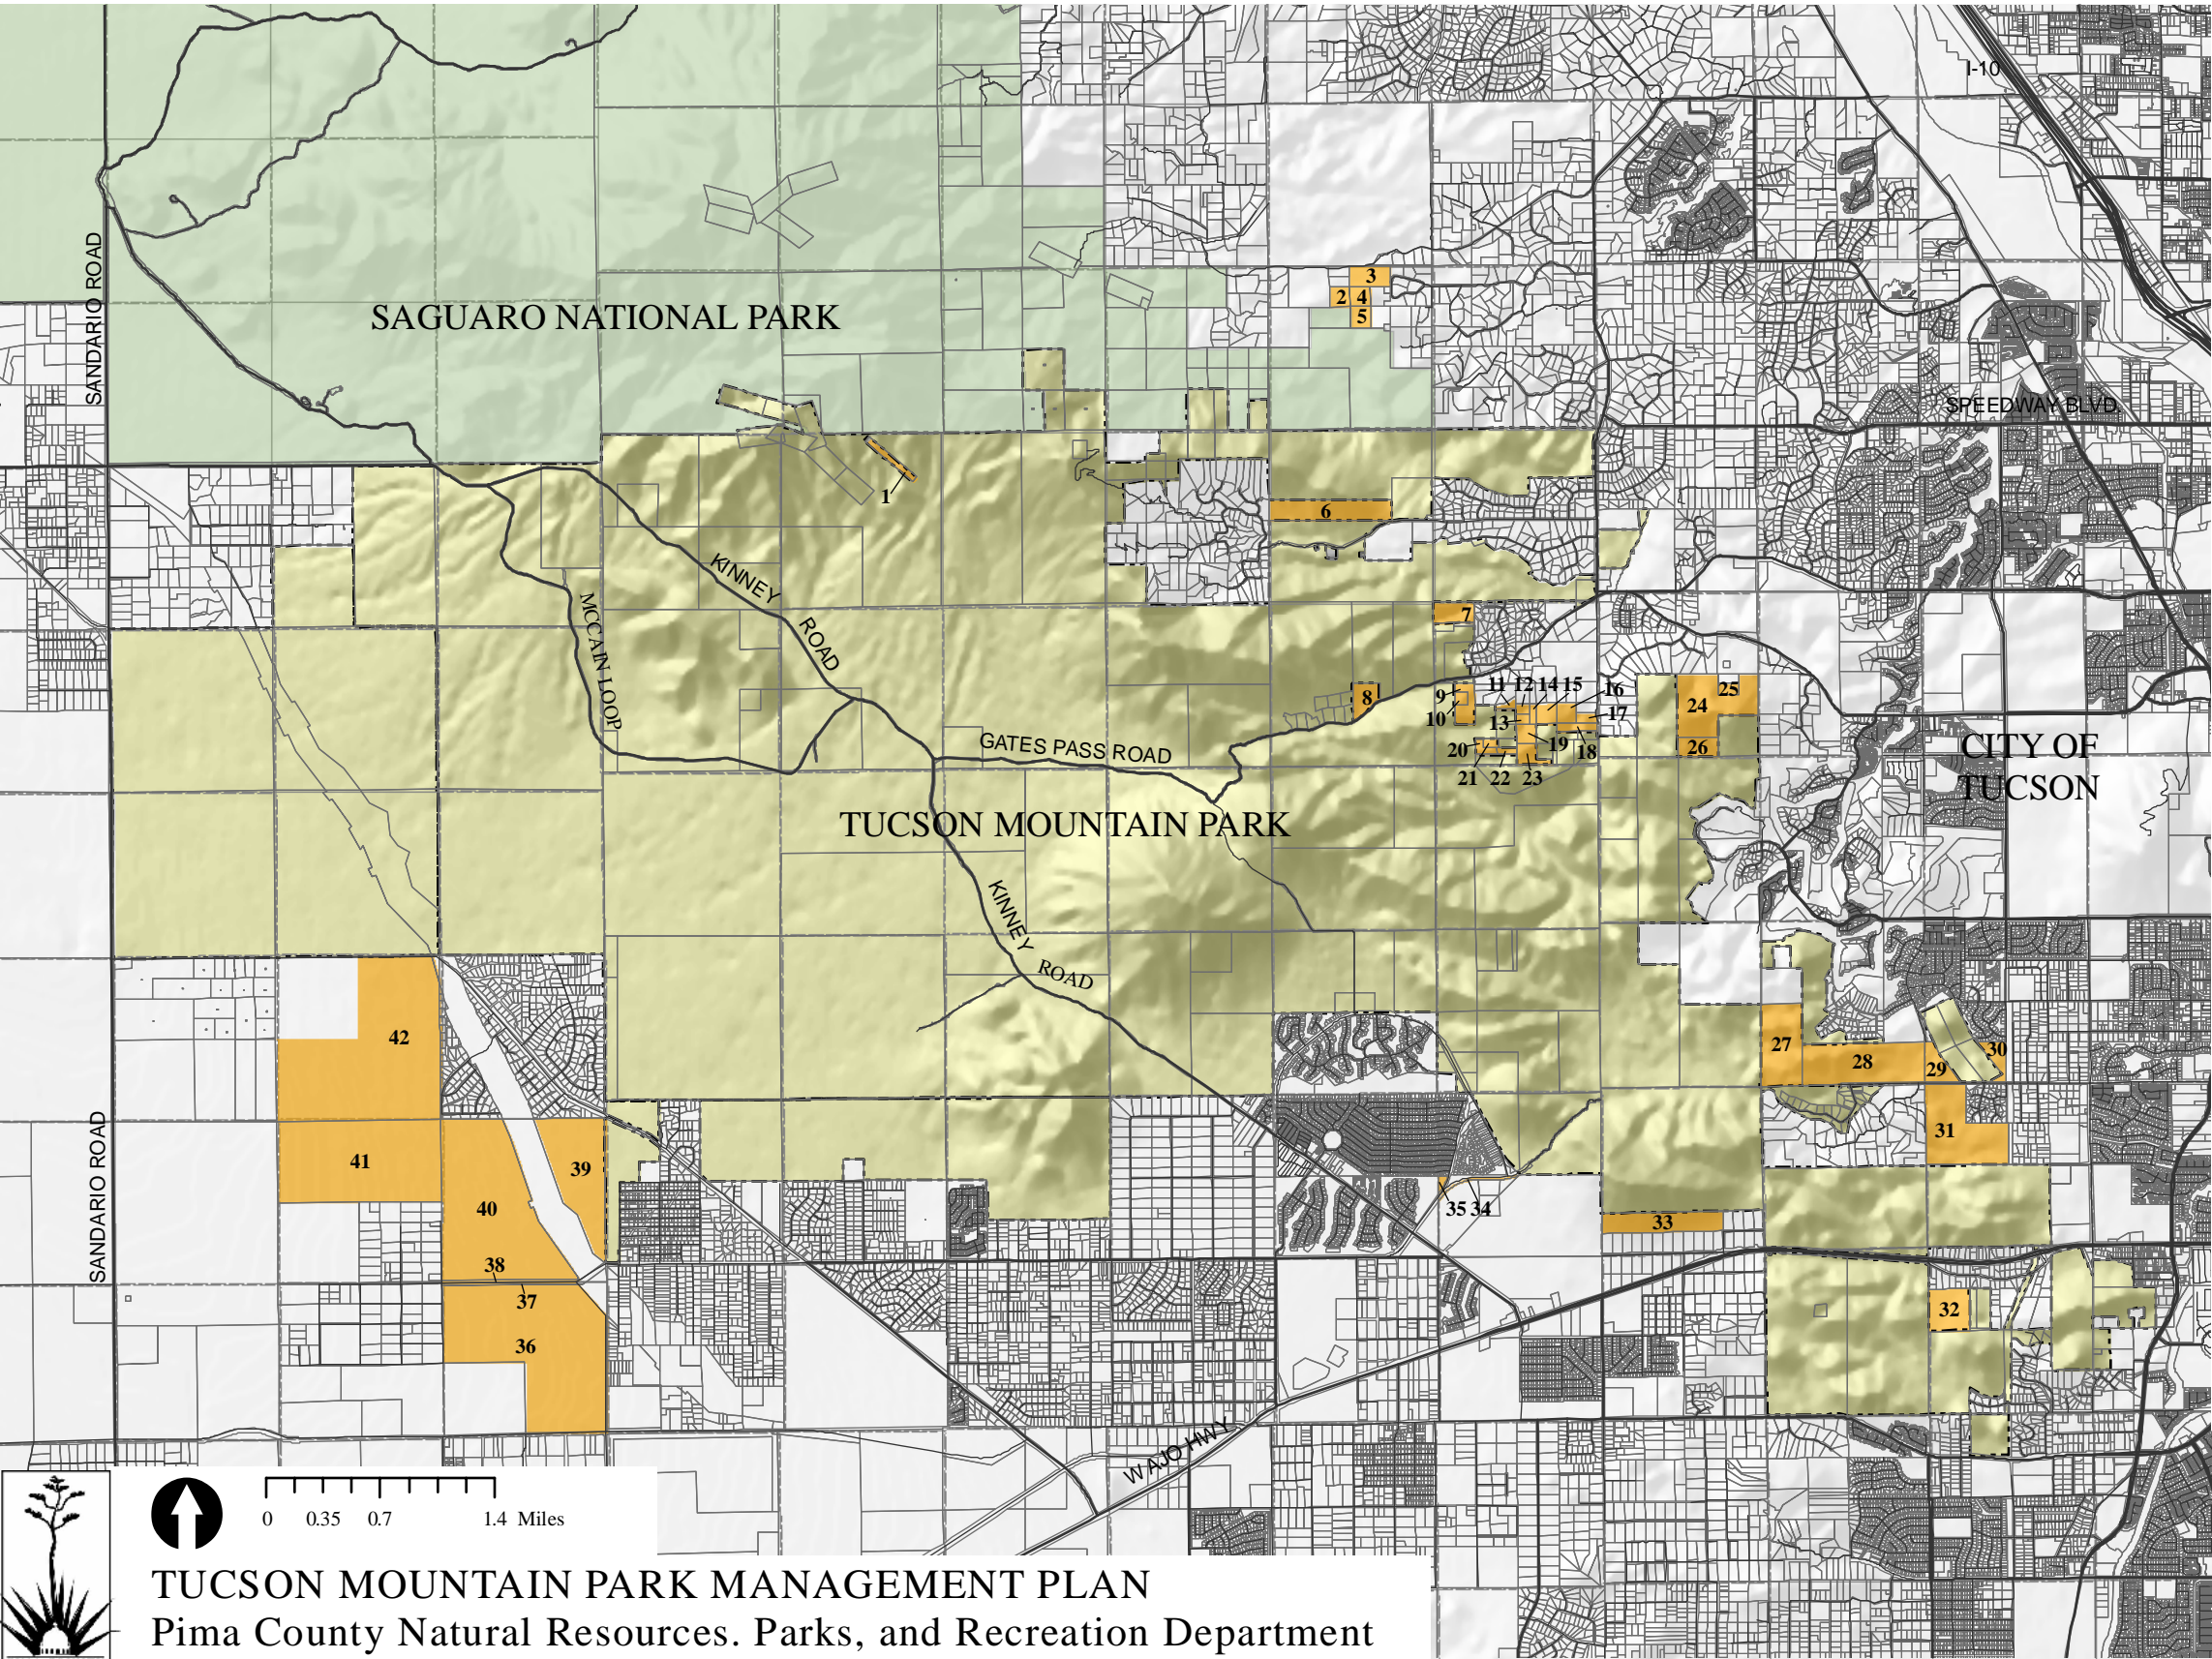 I-10
SANDARIO ROAD
SAGUARO NATIONAL PARK
3
2
4
5
SPEEDWAY BLVD.
1
6
KINNEY
ROAD
MCCAIN LOOP
7
8
9
10
11
12
14
15
16
13
17
20
19
18
21
22
23
24
25
26
GATES PASS ROAD
CITY OF
TUCSON
TUCSON MOUNTAIN PARK
KINNEY
ROAD
42
27
28
29
30
31
41
39
40
SANDARIO ROAD
35
34
33
38
37
36
32
W AJO HWY.
0
0.35
0.7
1.4 Miles
TUCSON MOUNTAIN PARK MANAGEMENT PLAN
Pima County Natural Resources. Parks, and Recreation Department